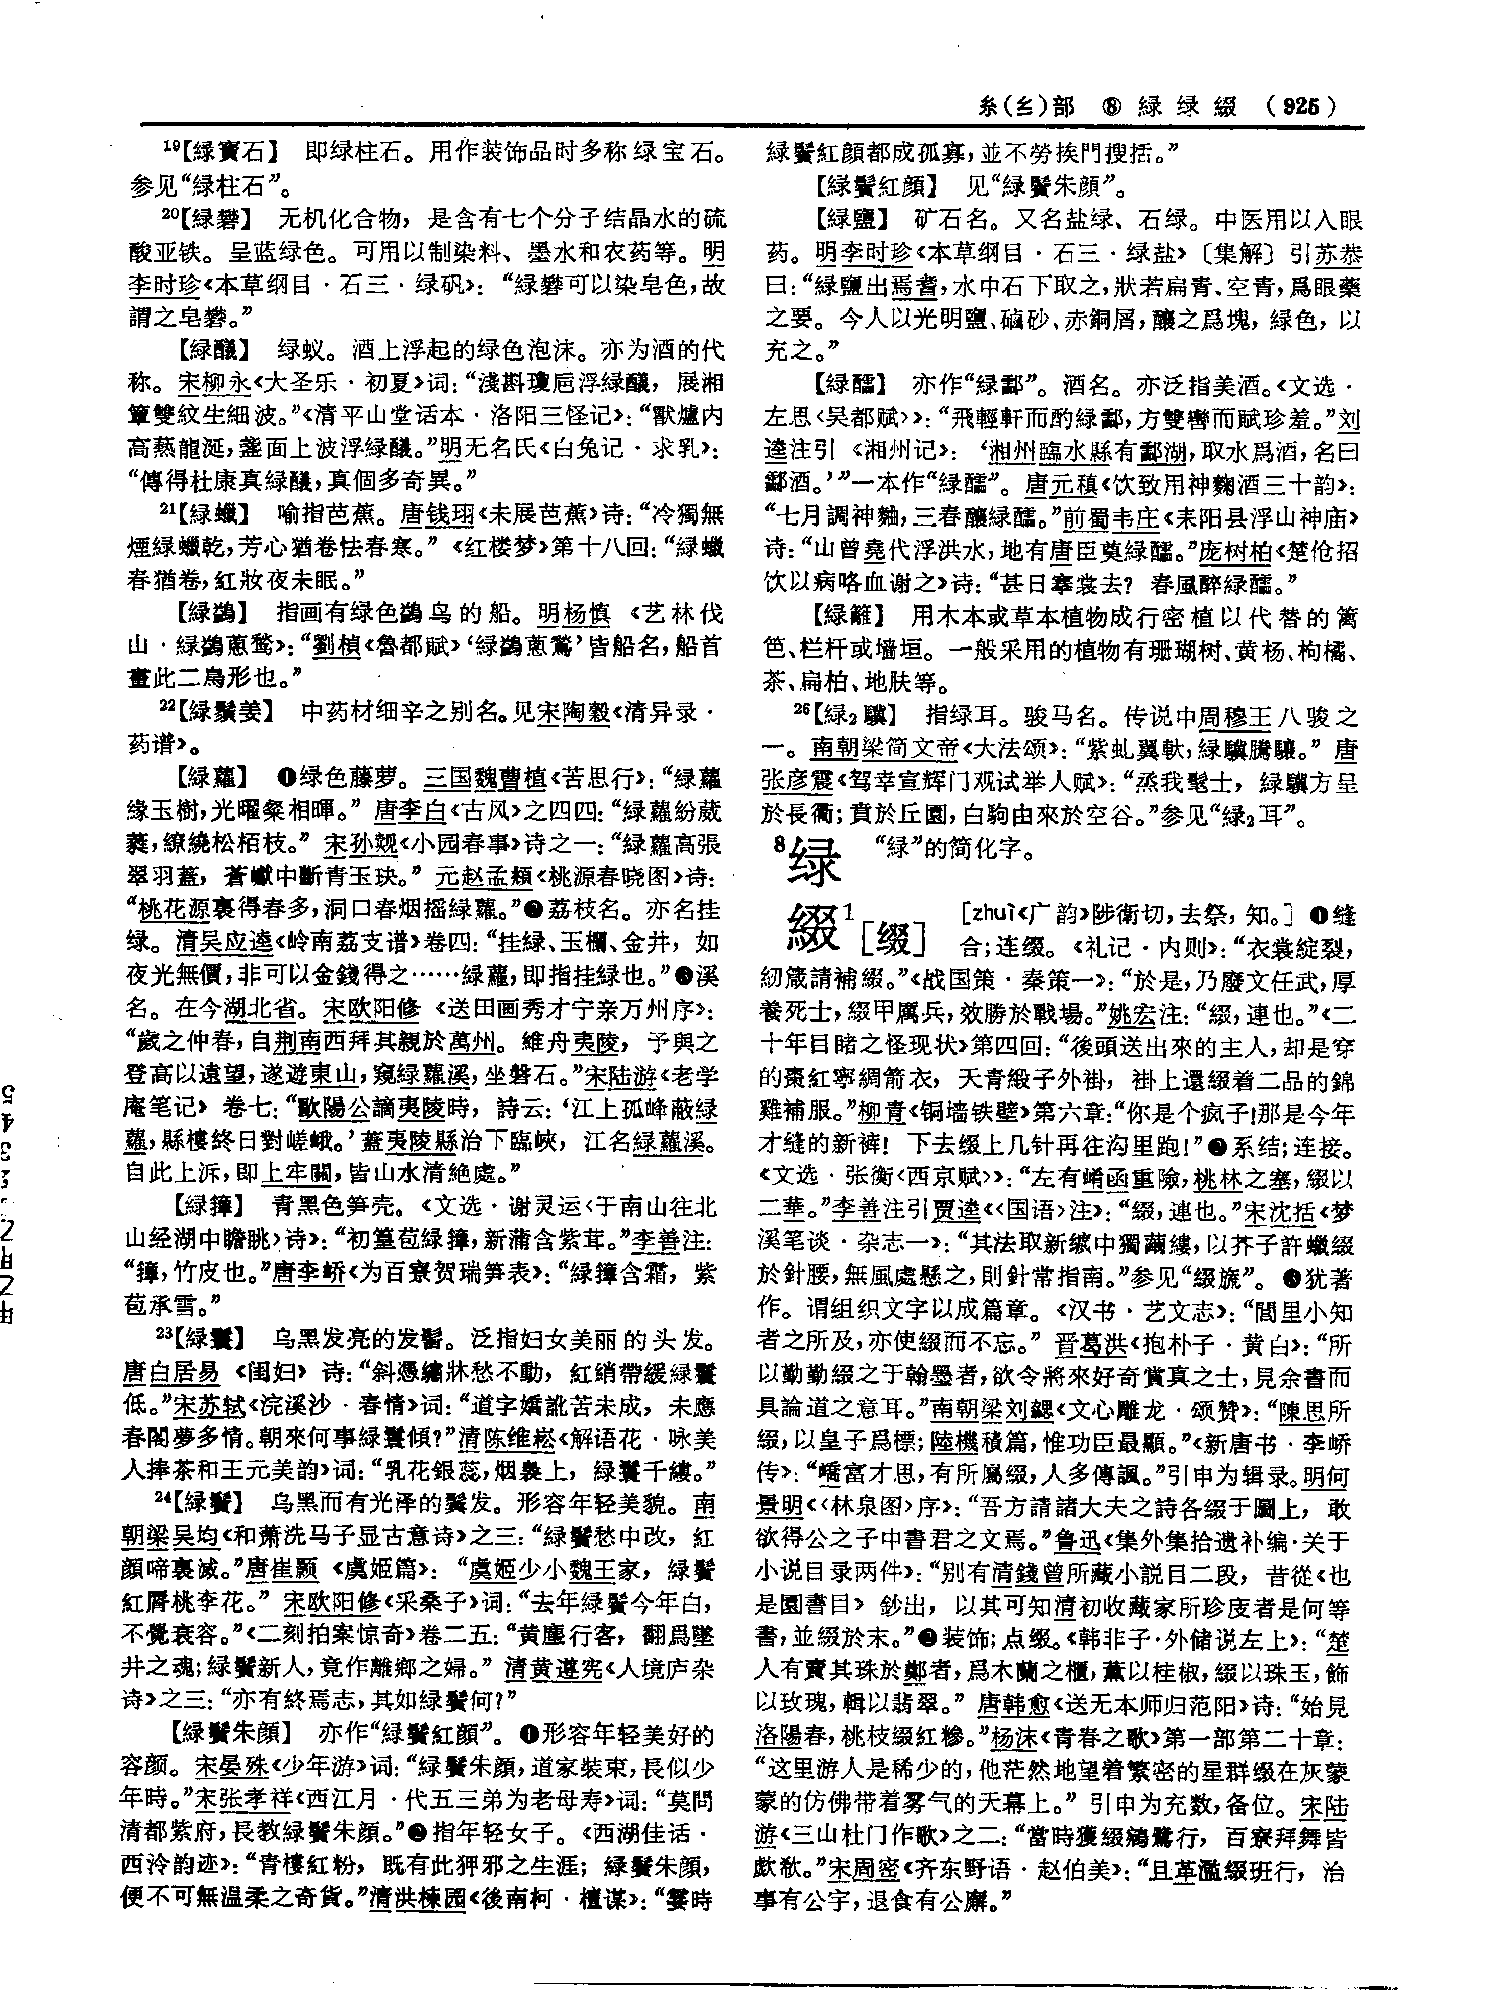 糸(纟)部 ⑧ 緑 绿 綴 (925)
¹⁹【緑寳石】 即绿柱石。用作装饰品时多称绿宝石。
参见“緑柱石”。
²⁰【緑礬】 无机化合物，是含有七个分子结晶水的硫
酸亚铁。呈蓝绿色。可用以制染料、墨水和农药等。明
李时珍《本草纲目·石三·绿矾》：“緑礬可以染皂色，故
謂之皂礬。”
【緑醆】 绿蚁。酒上浮起的绿色泡沫。亦为酒的代
称。宋柳永《大圣乐·初夏》词：“淺斟瓊巵浮緑醆，展湘
簟雙紋生細波。”《清平山堂话本·洛阳三怪记》：“獸爐内
高爇龍涎，盞面上波浮緑醆。”明无名氏《白兔记·求乳》：
“傳得杜康真緑醆，真個多奇異。”
²¹【緑蠟】 喻指芭蕉。唐钱珝《未展芭蕉》诗：“冷獨無
煙緑蠟乾，芳心猶卷怯春寒。”《红楼梦》第十八回：“緑蠟
春猶卷，紅妝夜未眠。”
【緑鷁】 指画有绿色鷁鸟的船。明杨慎《艺林伐
山·緑鷁蔥鶩》：“劉楨《魯都賦》‘緑鷁蔥鶩’皆船名，船首
畫此二鳥形也。”
²²【緑鬚姜】 中药材细辛之别名。见宋陶穀《清异录·
药谱》。
【緑蘿】 ❶绿色藤萝。三国魏曹植《苦思行》：“緑蘿
缘玉樹，光曜粲相暉。”唐李白《古风》之四四：“緑蘿紛葳
蕤，繚繞松栢枝。”宋孙觌《小园春事》诗之一：“緑蘿高張
翠羽蓋，蒼巘中斷青玉玦。”元赵孟頫《桃源春晓图》诗：
“桃花源裏得春多，洞口春烟摇緑蘿。”❷荔枝名。亦名挂
绿。清吴应逵《岭南荔支谱》卷四：“挂緑、玉欄、金井，如
夜光無價，非可以金錢得之……緑蘿，即指挂緑也。”❸溪
名。在今湖北省。宋欧阳修《送田画秀才宁亲万州序》：
“歲之仲春，自荆南西拜其親於萬州。維舟夷陵，予與之
登高以遠望，遂遊東山，窺緑蘿溪，坐磐石。”宋陆游《老学
庵笔记》卷七：“歐陽公謫夷陵時，詩云：‘江上孤峰蔽緑
蘿，縣樓終日對嵯峨。’蓋夷陵縣治下臨峽，江名緑蘿溪。
自此上泝，即上牢關，皆山水清絶處。”
【緑籜】 青黑色笋壳。《文选·谢灵运〈于南山往北
山经湖中瞻眺〉诗》：“初篁苞緑籜，新蒲含紫茸。”李善注：
“籜，竹皮也。”唐李峤《为百寮贺瑞笋表》：“緑籜含霜，紫
苞承雪。”
²³【緑鬟】 乌黑发亮的发髻。泛指妇女美丽的头发。
唐白居易《闺妇》诗：“斜凭繡牀愁不動，紅綃帶緩緑鬟
低。”宋苏轼《浣溪沙·春情》词：“道字嬌訛苦未成，未應
春閣夢多情。朝來何事緑鬟傾？”清陈维崧《解语花·咏美
人捧茶和王元美韵》词：“乳花銀蕊，烟裊上，緑鬟千縷。”
²⁴【緑鬢】 乌黑而有光泽的鬓发。形容年轻美貌。南
朝梁吴均《和萧洗马子显古意诗》之三：“緑鬢愁中改，紅
顔啼裏滅。”唐崔颢《虞姬篇》：“虞姬少小魏王家，緑鬢
紅脣桃李花。”宋欧阳修《采桑子》词：“去年緑鬢今年白，
不覺衰容。”《二刻拍案惊奇》卷二五：“黄塵行客，翻爲墜
井之魂；緑鬢新人，竟作離鄉之婦。”清黄遵宪《人境庐杂
诗》之三：“亦有終焉志，其如緑鬢何？”
【緑鬢朱顔】 亦作“緑鬢紅顔”。❶形容年轻美好的
容颜。宋晏殊《少年游》词：“緑鬢朱顔，道家裝束，長似少
年時。”宋张孝祥《西江月·代五三弟为老母寿》词：“莫問
清都紫府，長教緑鬢朱顔。”❷指年轻女子。《西湖佳话·
西泠韵迹》：“青樓紅粉，既有此狎邪之生涯；緑鬢朱顔，
便不可無温柔之奇貨。”清洪楝园《後南柯·檀谋》：“霎時
緑鬢紅顔都成孤寡，並不勞挨門搜括。”
【緑鬢紅顔】 见“緑鬢朱顔”。
【緑鹽】 矿石名。又名盐绿、石绿。中医用以入眼
药。明李时珍《本草纲目·石三·绿盐》〔集解〕引苏恭
曰：“緑鹽出焉耆，水中石下取之，狀若扁青、空青，爲眼藥
之要。今人以光明鹽、硇砂、赤銅屑，釀之爲塊，緑色，以
充之。”
【緑醽】 亦作“緑酃”。酒名。亦泛指美酒。《文选·
左思〈吴都赋〉》：“飛輕軒而酌緑酃，方雙轡而賦珍羞。”刘
逵注引《湘州记》：‘湘州臨水縣有酃湖，取水爲酒，名曰
酃酒。’”一本作“緑醽”。唐元稹《饮致用神麴酒三十韵》：
“七月調神麯，三春釀緑醽。”前蜀韦庄《耒阳县浮山神庙》
诗：“山曾堯代浮洪水，地有唐臣奠緑醽。”庞树柏《楚伧招
饮以病咯血谢之》诗：“甚日搴裳去？春風醉緑醽。”
【緑籬】 用木本或草本植物成行密植以代替的篱
笆、栏杆或墙垣。一般采用的植物有珊瑚树、黄杨、枸橘、
茶、扁柏、地肤等。
²⁶【緑₂驥】 指绿耳。骏马名。传说中周穆王八骏之
一。南朝梁简文帝《大法颂》：“紫虬翼軑，緑驥騰驤。”唐
张彦震《驾幸宣辉门观试举人赋》：“烝我髦士，緑驥方呈
於長衢；賁於丘園，白駒由來於空谷。”参见“緑₂耳”。
⁸绿 “緑”的简化字。
綴¹［缀］ ［zhuì《广韵》陟衛切，去祭，知。］❶缝
合；连缀。《礼记·内则》：“衣裳綻裂，
紉箴請補綴。”《战国策·秦策一》：“於是，乃廢文任武，厚
養死士，綴甲厲兵，效勝於戰場。”姚宏注：“綴，連也。”《二
十年目睹之怪现状》第四回：“後頭送出來的主人，却是穿
的棗紅寧綢箭衣，天青緞子外褂，褂上還綴着二品的錦
雞補服。”柳青《铜墙铁壁》第六章：“你是个疯子！那是今年
才缝的新裤！下去缀上几针再往沟里跑！”❷系结；连接。
《文选·张衡〈西京赋〉》：“左有崤函重險，桃林之塞，綴以
二華。”李善注引贾逵《〈国语〉注》：“綴，連也。”宋沈括《梦
溪笔谈·杂志一》：“其法取新纊中獨繭縷，以芥子許蠟綴
於針腰，無風處懸之，則針常指南。”参见“綴旒”。❸犹著
作。谓组织文字以成篇章。《汉书·艺文志》：“閭里小知
者之所及，亦使綴而不忘。”晋葛洪《抱朴子·黄白》：“所
以勤勤綴之于翰墨者，欲令將來好奇賞真之士，見余書而
具論道之意耳。”南朝梁刘勰《文心雕龙·颂赞》：“陳思所
綴，以皇子爲標；陸機積篇，惟功臣最顯。”《新唐书·李峤
传》：“嶠富才思，有所屬綴，人多傳諷。”引申为辑录。明何
景明《〈林泉图〉序》：“吾方請諸大夫之詩各綴于圖上，敢
欲得公之子中書君之文焉。”鲁迅《集外集拾遗补编·关于
小说目录两件》：“别有清錢曾所藏小説目二段，昔從《也
是園書目》鈔出，以其可知清初收藏家所珍庋者是何等
書，並綴於末。”❹装饰；点缀。《韩非子·外储说左上》：“楚
人有賣其珠於鄭者，爲木蘭之櫃，薰以桂椒，綴以珠玉，飾
以玫瑰，輯以翡翠。”唐韩愈《送无本师归范阳》诗：“始見
洛陽春，桃枝綴紅糝。”杨沫《青春之歌》第一部第二十章：
“这里游人是稀少的，他茫然地望着繁密的星群缀在灰蒙
蒙的仿佛带着雾气的天幕上。”引申为充数，备位。宋陆
游《三山杜门作歌》之二：“當時獲綴鵷鷺行，百寮拜舞皆
歔欷。”宋周密《齐东野语·赵伯美》：“且革濫綴班行，治
事有公宇，退食有公廨。”